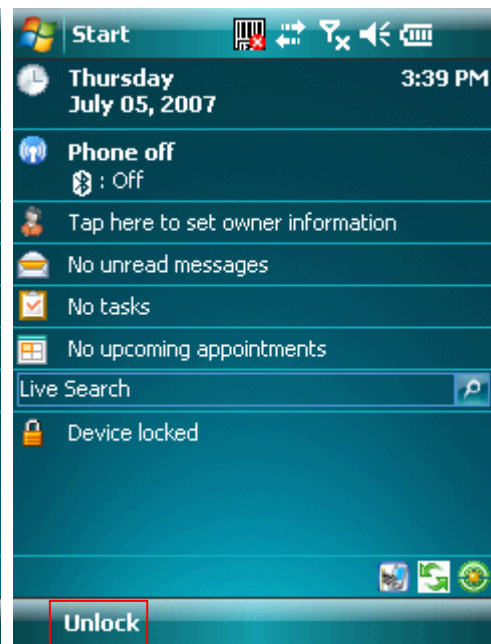 Start
Thursday 3:39 PM
July 05, 2007
Phone off
: Off
Tap here to set owner information
No unread messages
No tasks
No upcoming appointments
Live Search
Device locked
Unlock